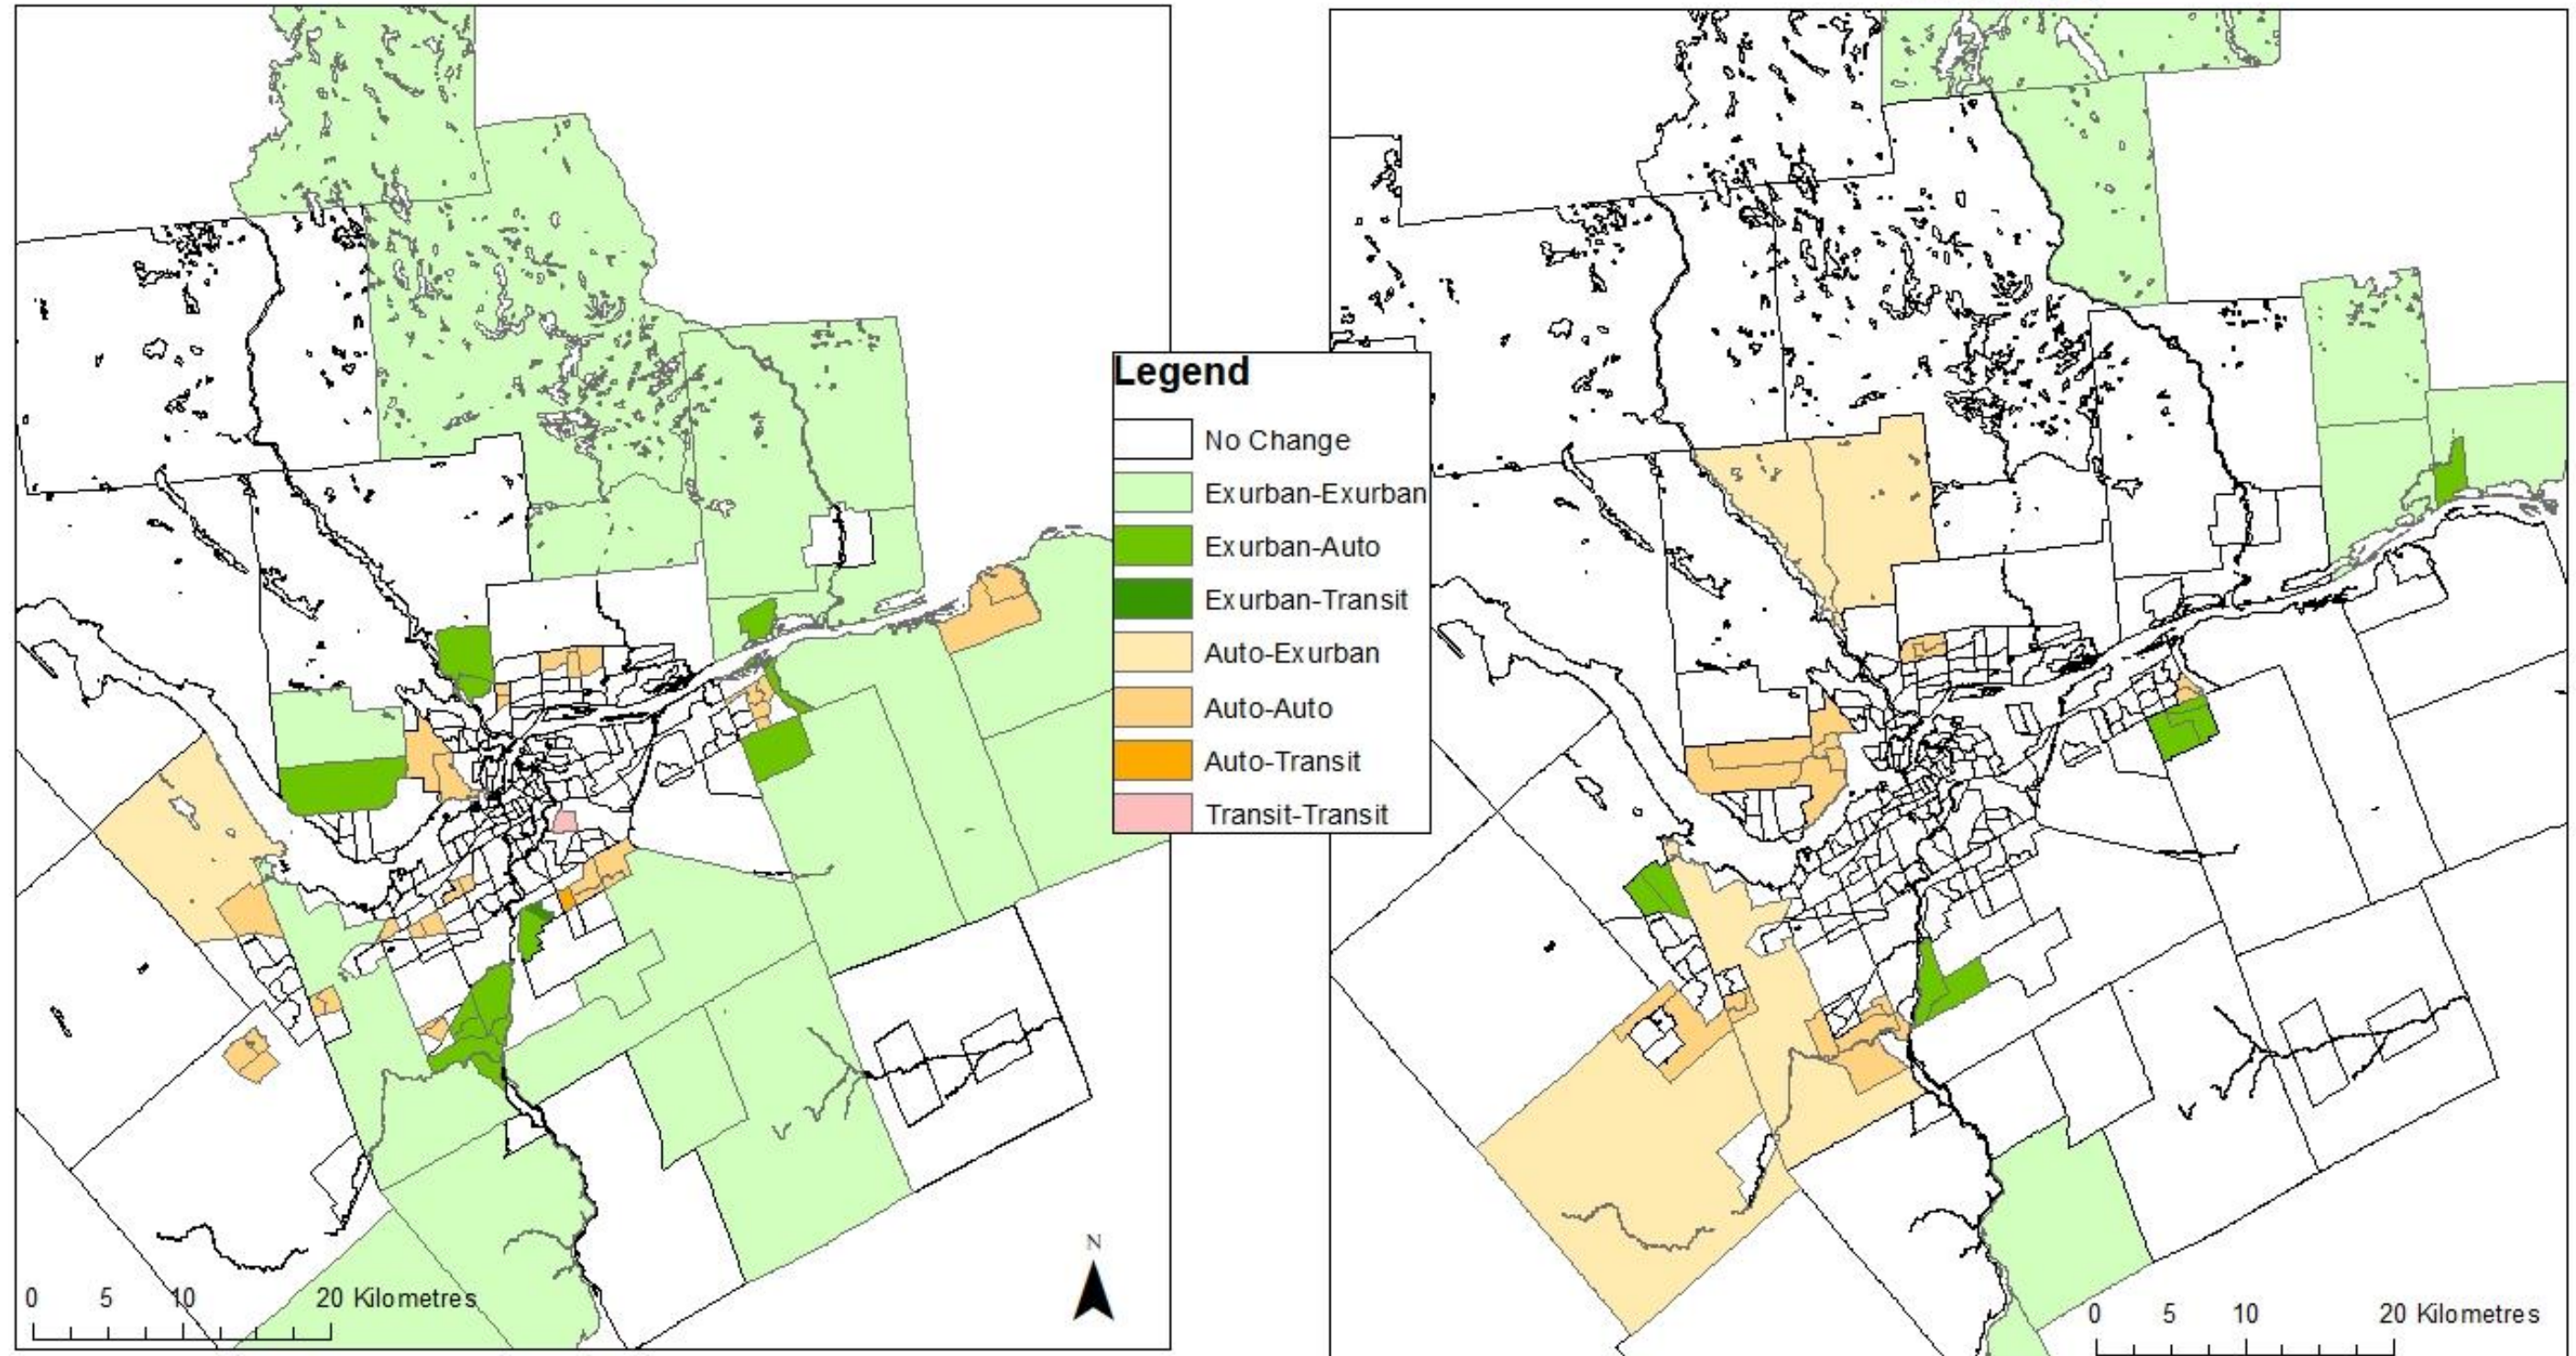 Legend
No Change
Exurban-Exurban
Exurban-Auto
Exurban-Transit
Auto-Exurban
Auto-Auto
Auto-Transit
Transit-Transit
N
0 5 10 20 Kilometres
0 5 10 20 Kilometres